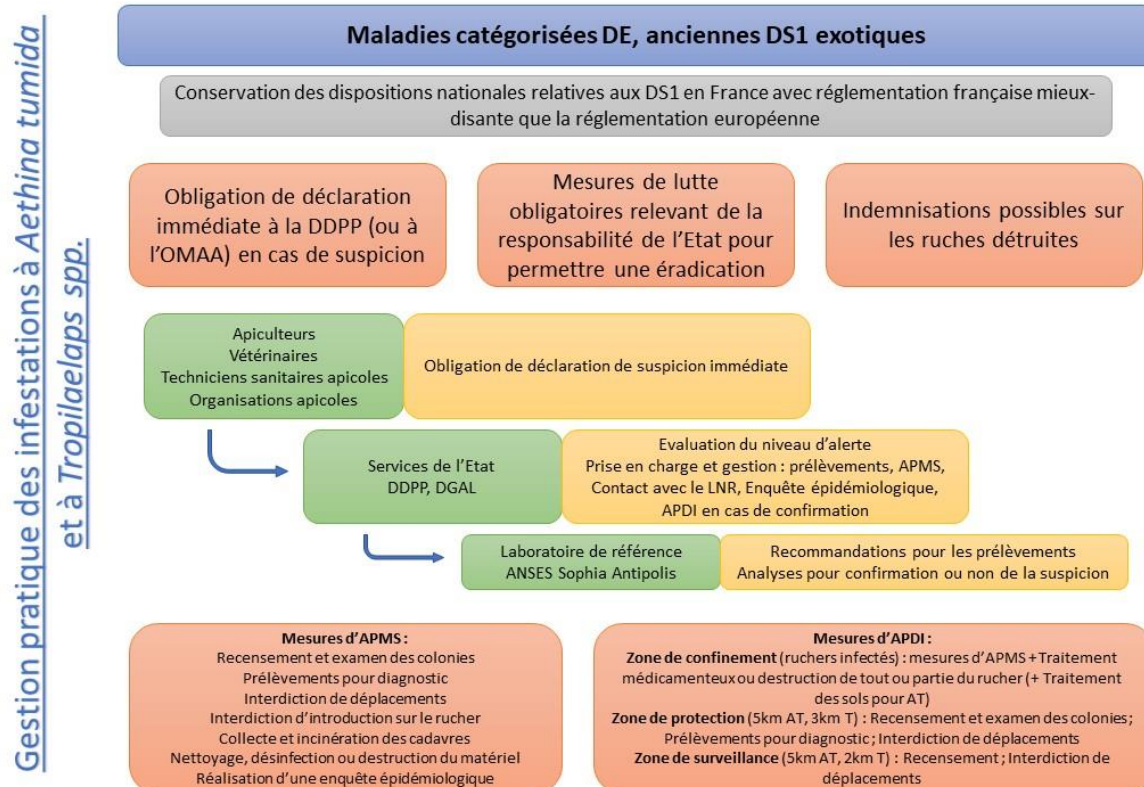 Gestion pratique des infestations à Aethina tumida
et à Tropilaelaps spp.
Maladies catégorisées DE, anciennes DS1 exotiques
Conservation des dispositions nationales relatives aux DS1 en France avec réglementation française mieux-
disante que la réglementation européenne
Obligation de déclaration
immédiate à la DDPP (ou à
l'OMAA) en cas de suspicion
Mesures de lutte
obligatoires relevant de la
responsabilité de l'Etat pour
permettre une éradication
Indemnisations possibles sur
les ruches détruites
Apiculteurs
Vétérinaires
Techniciens sanitaires apicoles
Organisations apicoles
Obligation de déclaration de suspicion immédiate
Services de l'Etat
DDPP, DGAL
Evaluation du niveau d'alerte
Prise en charge et gestion : prélèvements, APMS,
Contact avec le LNR, Enquête épidémiologique,
APDI en cas de confirmation
Laboratoire de référence
ANSES Sophia Antipolis
Recommandations pour les prélèvements
Analyses pour confirmation ou non de la suspicion
Mesures d'APMS :
Recensement et examen des colonies
Prélèvements pour diagnostic
Interdiction de déplacements
Interdiction d'introduction sur le rucher
Collecte et incinération des cadavres
Nettoyage, désinfection ou destruction du matériel
Réalisation d'une enquête épidémiologique
Mesures d'APDI :
Zone de confinement (ruchers infectés) : mesures d'APMS + Traitement
médicamenteux ou destruction de tout ou partie du rucher (+ Traitement
des sols pour AT)
Zone de protection (5km AT, 3km T) : Recensement et examen des colonies;
Prélèvements pour diagnostic ; Interdiction de déplacements
Zone de surveillance (5km AT, 2km T) : Recensement ; Interdiction de
déplacements